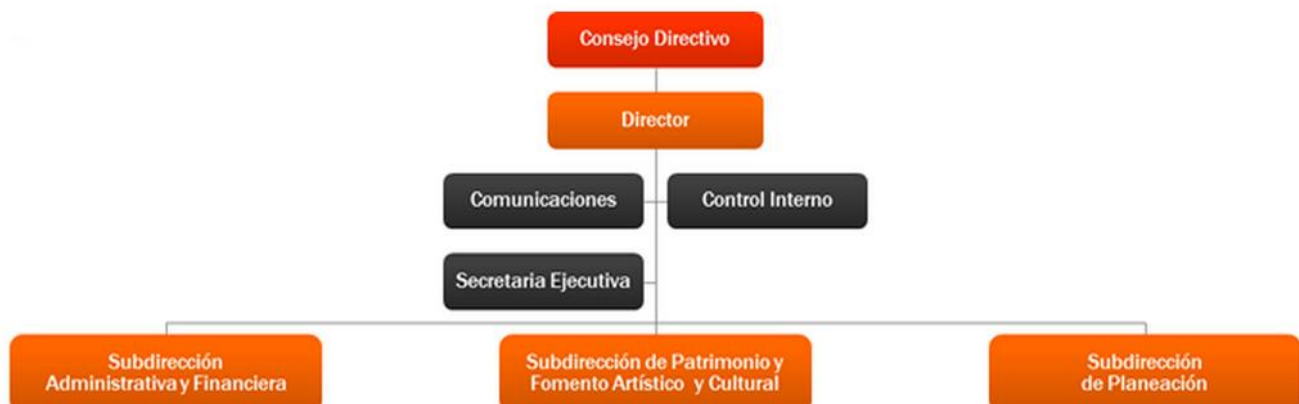 Consejo Directivo
Director
Comunicaciones
Control Interno
Secretaria Ejecutiva
Subdirección
Administrativa y Financiera
Subdirección de Patrimonio y
Fomento Artístico y Cultural
Subdirección
de Planeación